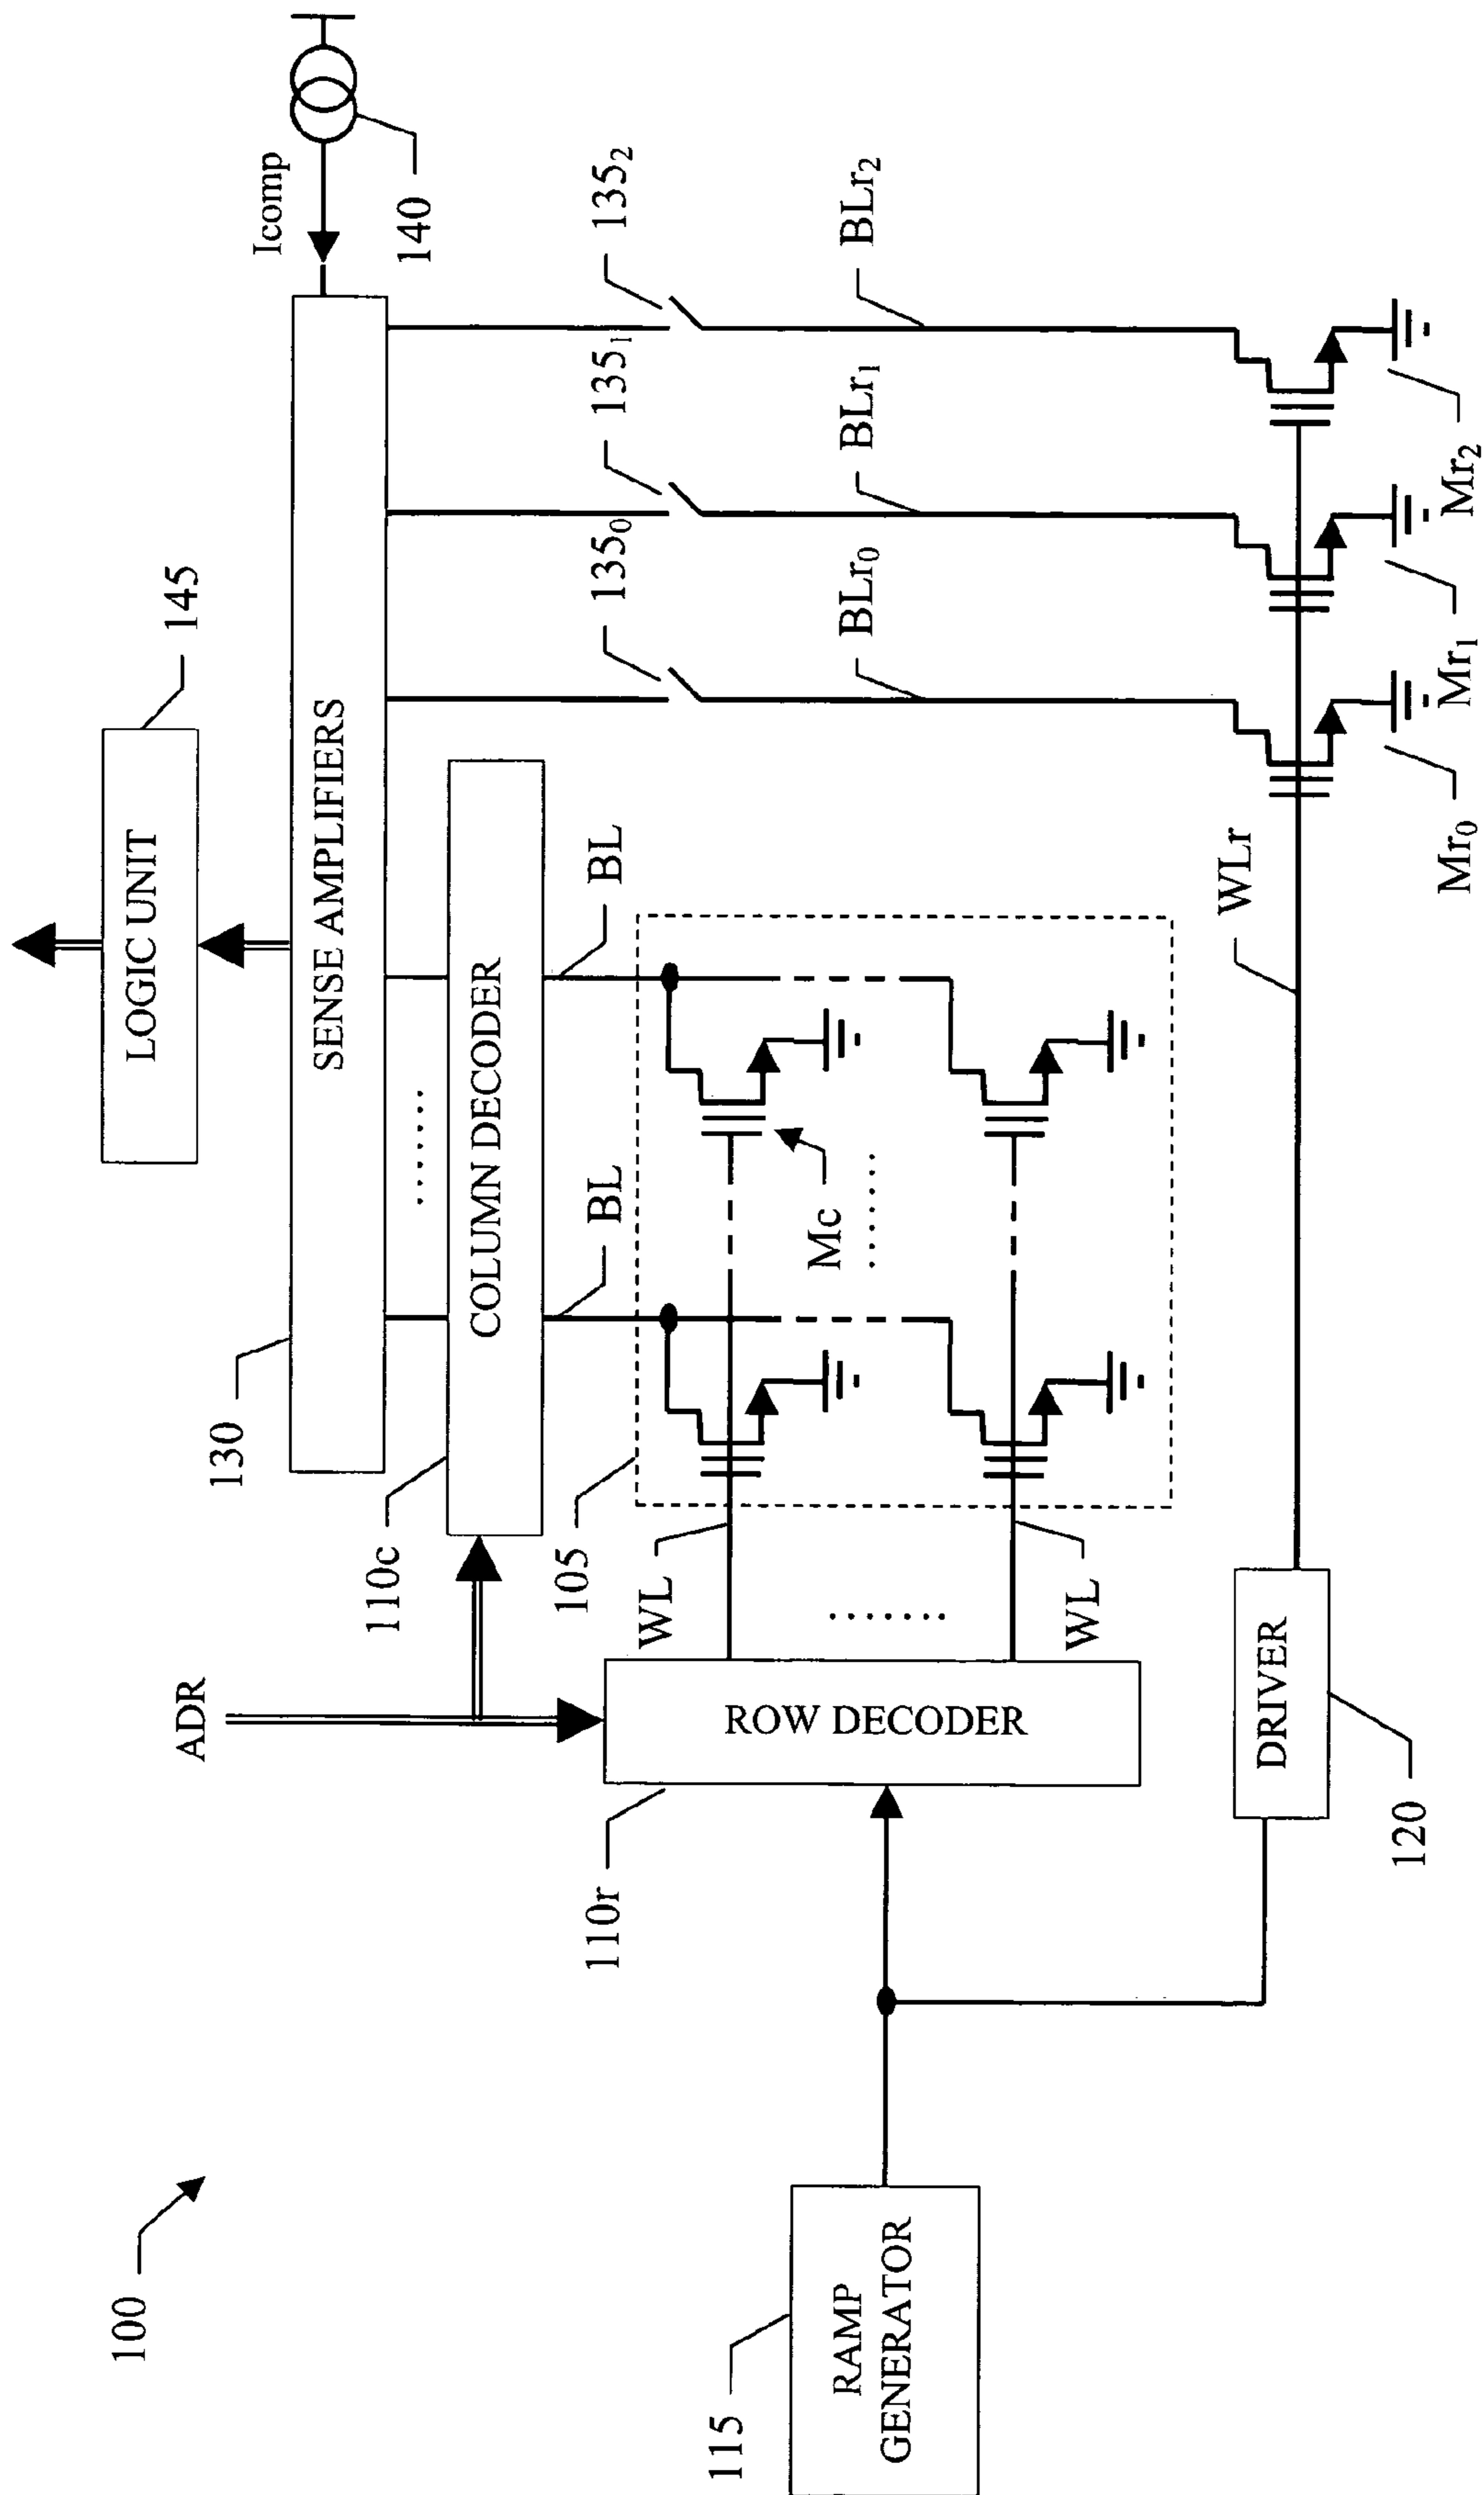 100
115
RAMP
GENERATOR
ADR
110r
ROW DECODER
120
DRIVER
WL
WL
130
110c
105
COLUMN DECODER
SENSE AMPLIFIERS
LOGIC UNIT
145
BL
BL
Mc
WLr
Icomp
140
135₀
135₁
135₂
BLr₀
BLr₁
BLr₂
Mr₀
Mr₁
Mr₂